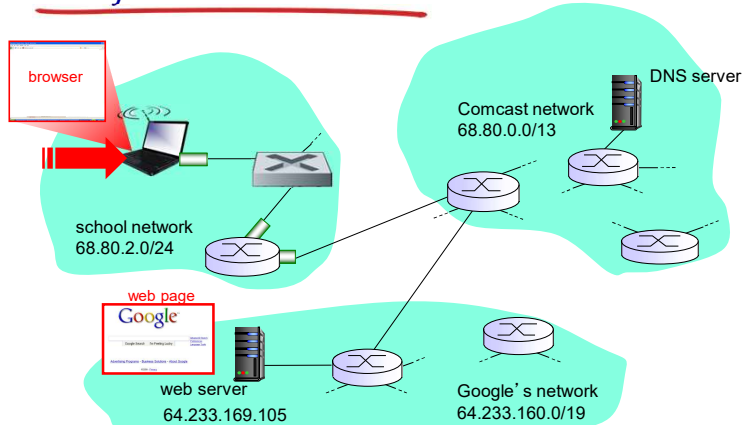 browser
DNS server
Comcast network
68.80.0.0/13
school network
68.80.2.0/24
web page
Google
web server
64.233.169.105
Google's network
64.233.160.0/19